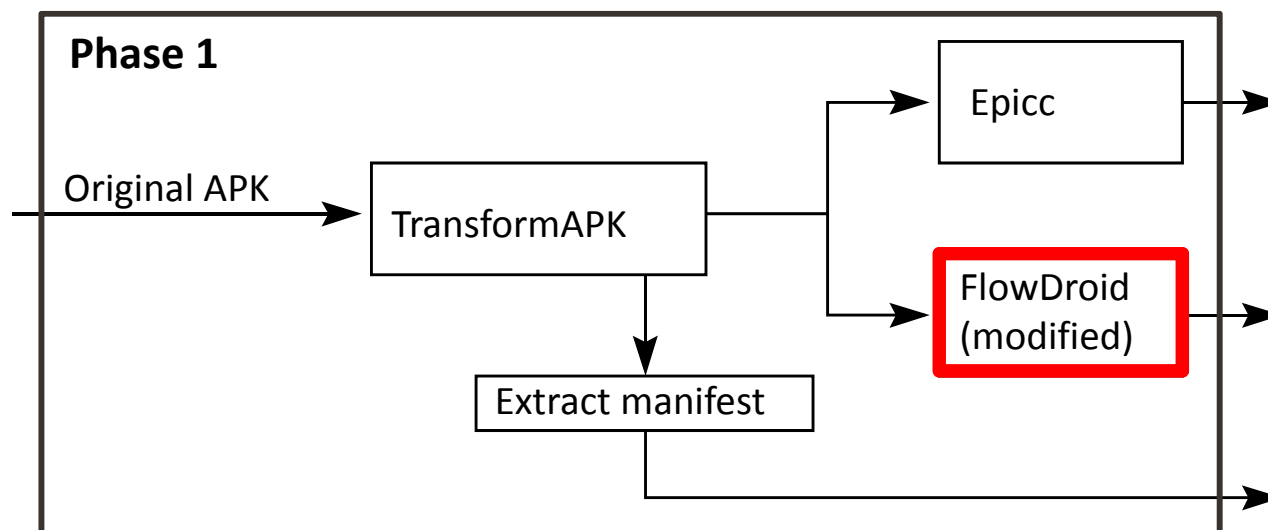 Phase 1
Epicc
Original APK
TransformAPK
FlowDroid
(modified)
Extract manifest